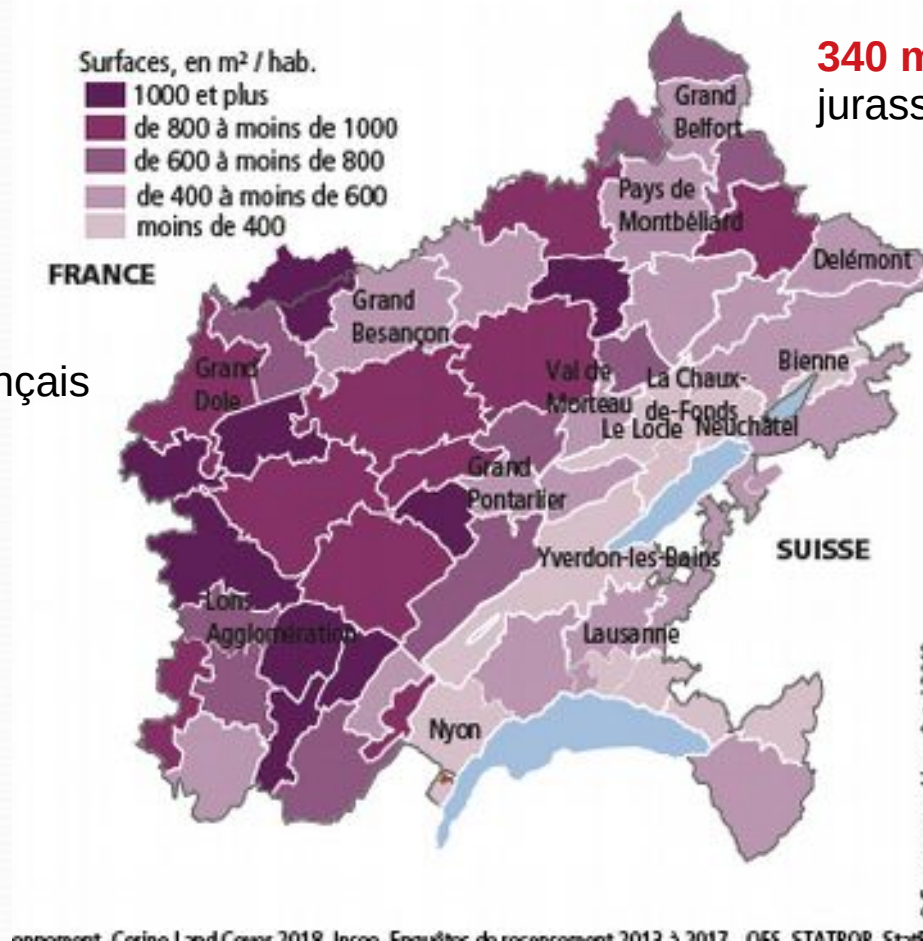 Surfaces, en m² / hab.
1000 et plus
de 800 à moins de 1000
de 600 à moins de 800
de 400 à moins de 600
moins de 400
340 m
jurass
FRANCE
nçais
Grand
Belfort
Pays de
Montbéliard
Delémont
Grand
Besançon
Grand
Dole
Val de
Morteau
La Chaux-
de-Fonds
Le Locle
Neuchâtel
Bienne
Grand
Pontarlier
Yverdon-les-Bains
SUISSE
Lons
Agglomération
Lausanne
Nyon
onnement, Corine Land Cover 2018, Insee, Enquêtes de recensement 2013 à 2017 OFS, STATPOP, Stat